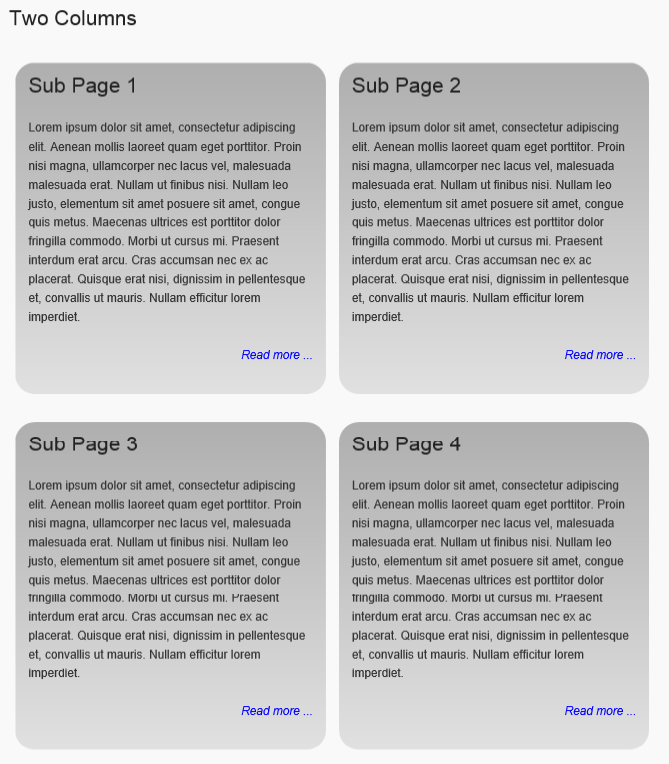 Two Columns
Sub Page 1
Lorem ipsum dolor sit amet, consectetur adipiscing
elit. Aenean mollis laoreet quam eget porttitor. Proin
nisi magna, ullamcorper nec lacus vel, malesuada
malesuada erat. Nullam ut finibus nisi. Nullam leo
justo, elementum sit amet posuere sit amet, congue
quis metus. Maecenas ultrices est porttitor dolor
fringilla commodo. Morbi ut cursus mi. Praesent
interdum erat arcu. Cras accumsan nec ex ac
placerat. Quisque erat nisi, dignissim in pellentesque
et, convallis ut mauris. Nullam efficitur lorem
imperdiet.
Read more ...
Sub Page 2
Lorem ipsum dolor sit amet, consectetur adipiscing
elit. Aenean mollis laoreet quam eget porttitor. Proin
nisi magna, ullamcorper nec lacus vel, malesuada
malesuada erat. Nullam ut finibus nisi. Nullam leo
justo, elementum sit amet posuere sit amet, congue
quis metus. Maecenas ultrices est porttitor dolor
fringilla commodo. Morbi ut cursus mi. Praesent
interdum erat arcu. Cras accumsan nec ex ac
placerat. Quisque erat nisi, dignissim in pellentesque
et, convallis ut mauris. Nullam efficitur lorem
imperdiet.
Read more ...
Sub Page 3
Lorem ipsum dolor sit amet, consectetur adipiscing
elit. Aenean mollis laoreet quam eget porttitor. Proin
nisi magna, ullamcorper nec lacus vel, malesuada
malesuada erat. Nullam ut finibus nisi. Nullam leo
justo, elementum sit amet posuere sit amet, congue
quis metus. Maecenas ultrices est porttitor dolor
fringilla commodo. Morbi ut cursus mi. Praesent
interdum erat arcu. Cras accumsan nec ex ac
placerat. Quisque erat nisi, dignissim in pellentesque
et, convallis ut mauris. Nullam efficitur lorem
imperdiet.
Read more ...
Sub Page 4
Lorem ipsum dolor sit amet, consectetur adipiscing
elit. Aenean mollis laoreet quam eget porttitor. Proin
nisi magna, ullamcorper nec lacus vel, malesuada
malesuada erat. Nullam ut finibus nisi. Nullam leo
justo, elementum sit amet posuere sit amet, congue
quis metus. Maecenas ultrices est porttitor dolor
fringilla commodo. Morbi ut cursus mi. Praesent
interdum erat arcu. Cras accumsan nec ex ac
placerat. Quisque erat nisi, dignissim in pellentesque
et, convallis ut mauris. Nullam efficitur lorem
imperdiet.
Read more ...